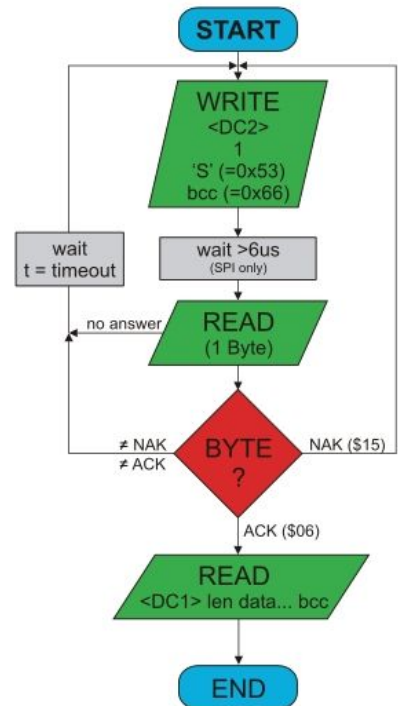 START
WRITE
<DC2>
1
‘S’ (=0x53)
bcc (=0x66)
wait
t = timeout
wait >6us
(SPI only)
no answer
READ
(1 Byte)
≠ NAK
≠ ACK
BYTE
?
NAK ($15)
ACK ($06)
READ
<DC1> len data... bcc
END